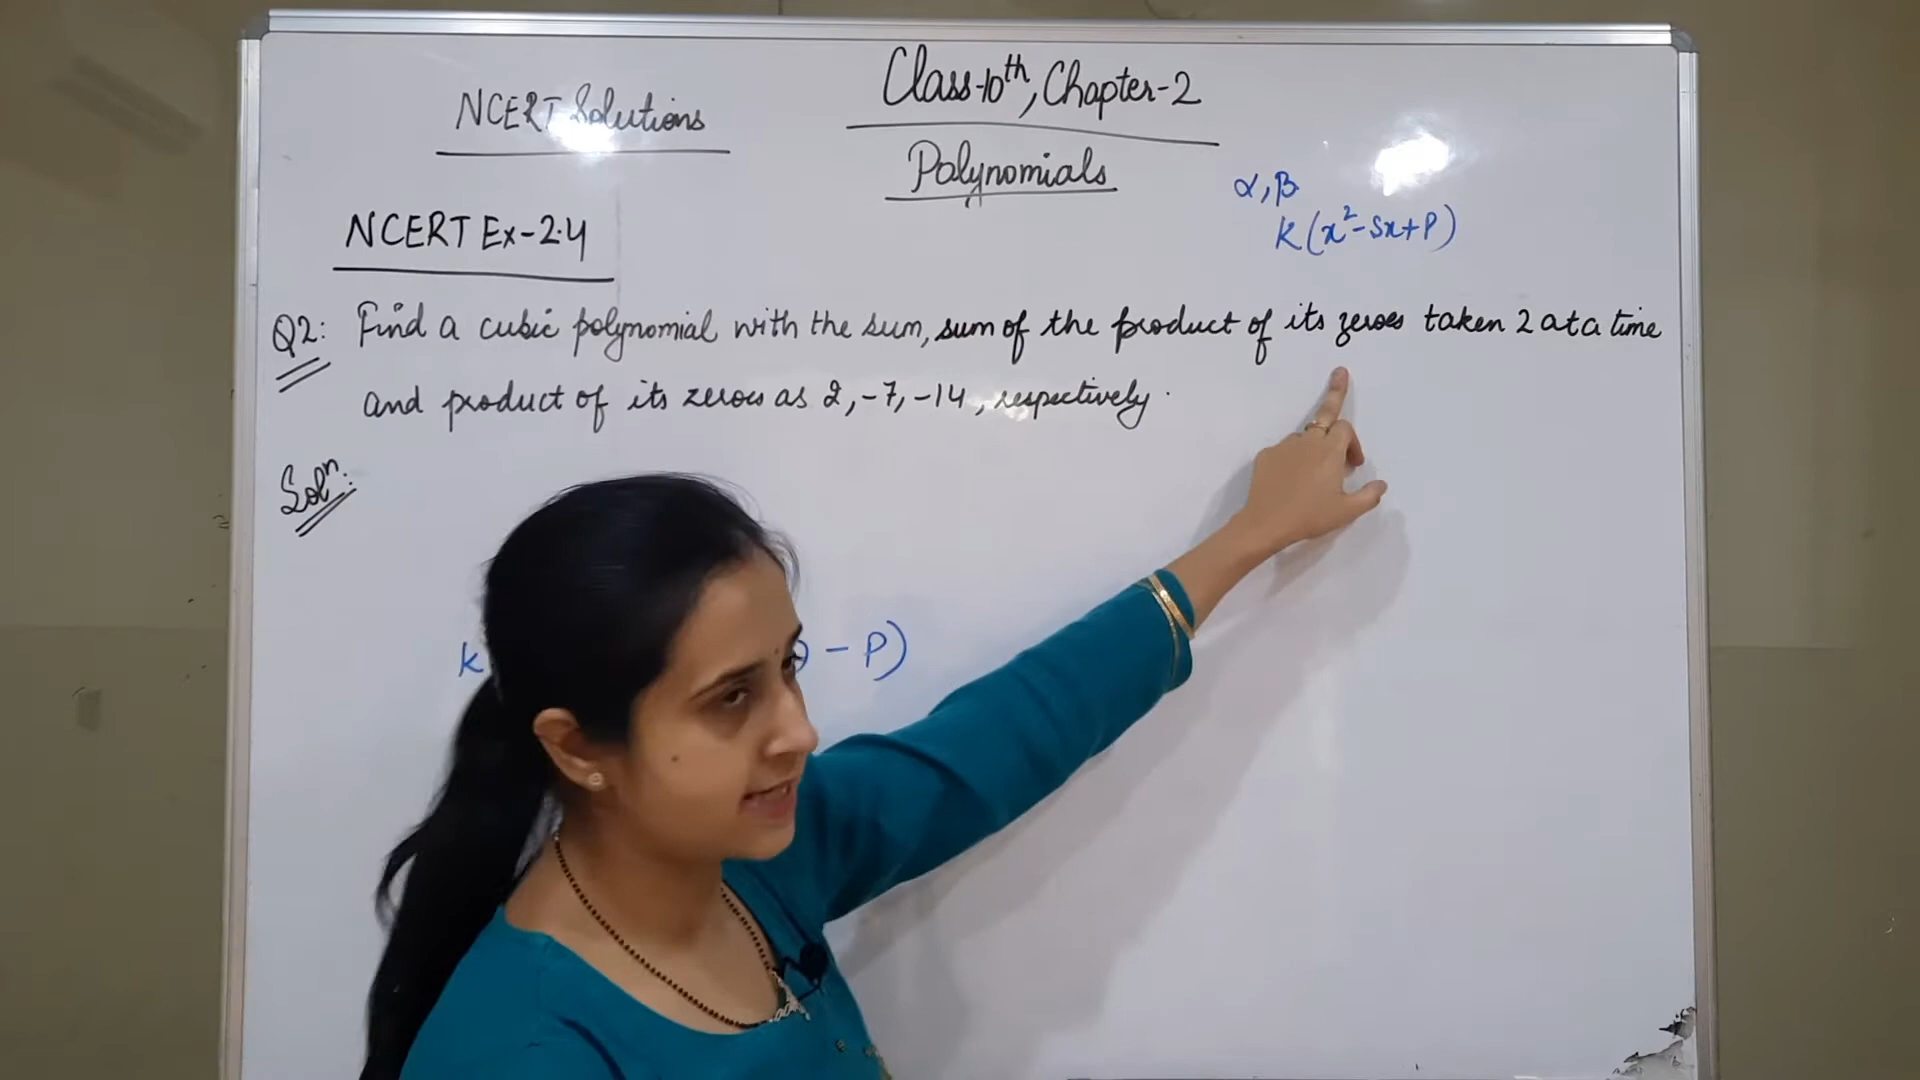 NCERT Solutions
Class-10th, Chapter-2
Polynomials
α, β
K(x²-Sx+P)
NCERT Ex-2.4
Q2: Find a cubic polynomial with the sum, sum of the product of its zeroes taken 2 at a time
and product of its zeroes as 2, -7, -14, respectively.
Solⁿ:
K - P)